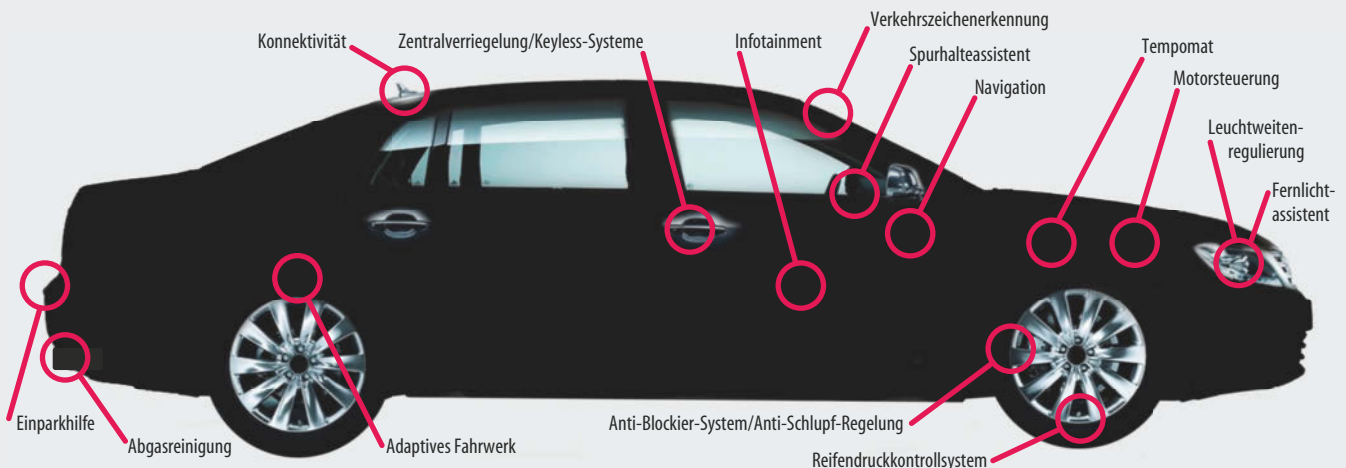 Verkehrszeichenerkennung
Konnektivität
Zentralverriegelung/Keyless-Systeme
Infotainment
Spurhalteassistent
Tempomat
Navigation
Motorsteuerung
Leuchtweiten-
regulierung
Fernlicht-
assistent
Einparkhilfe
Abgasreinigung
Adaptives Fahrwerk
Anti-Blockier-System/Anti-Schlupf-Regelung
Reifendruckkontrollsystem